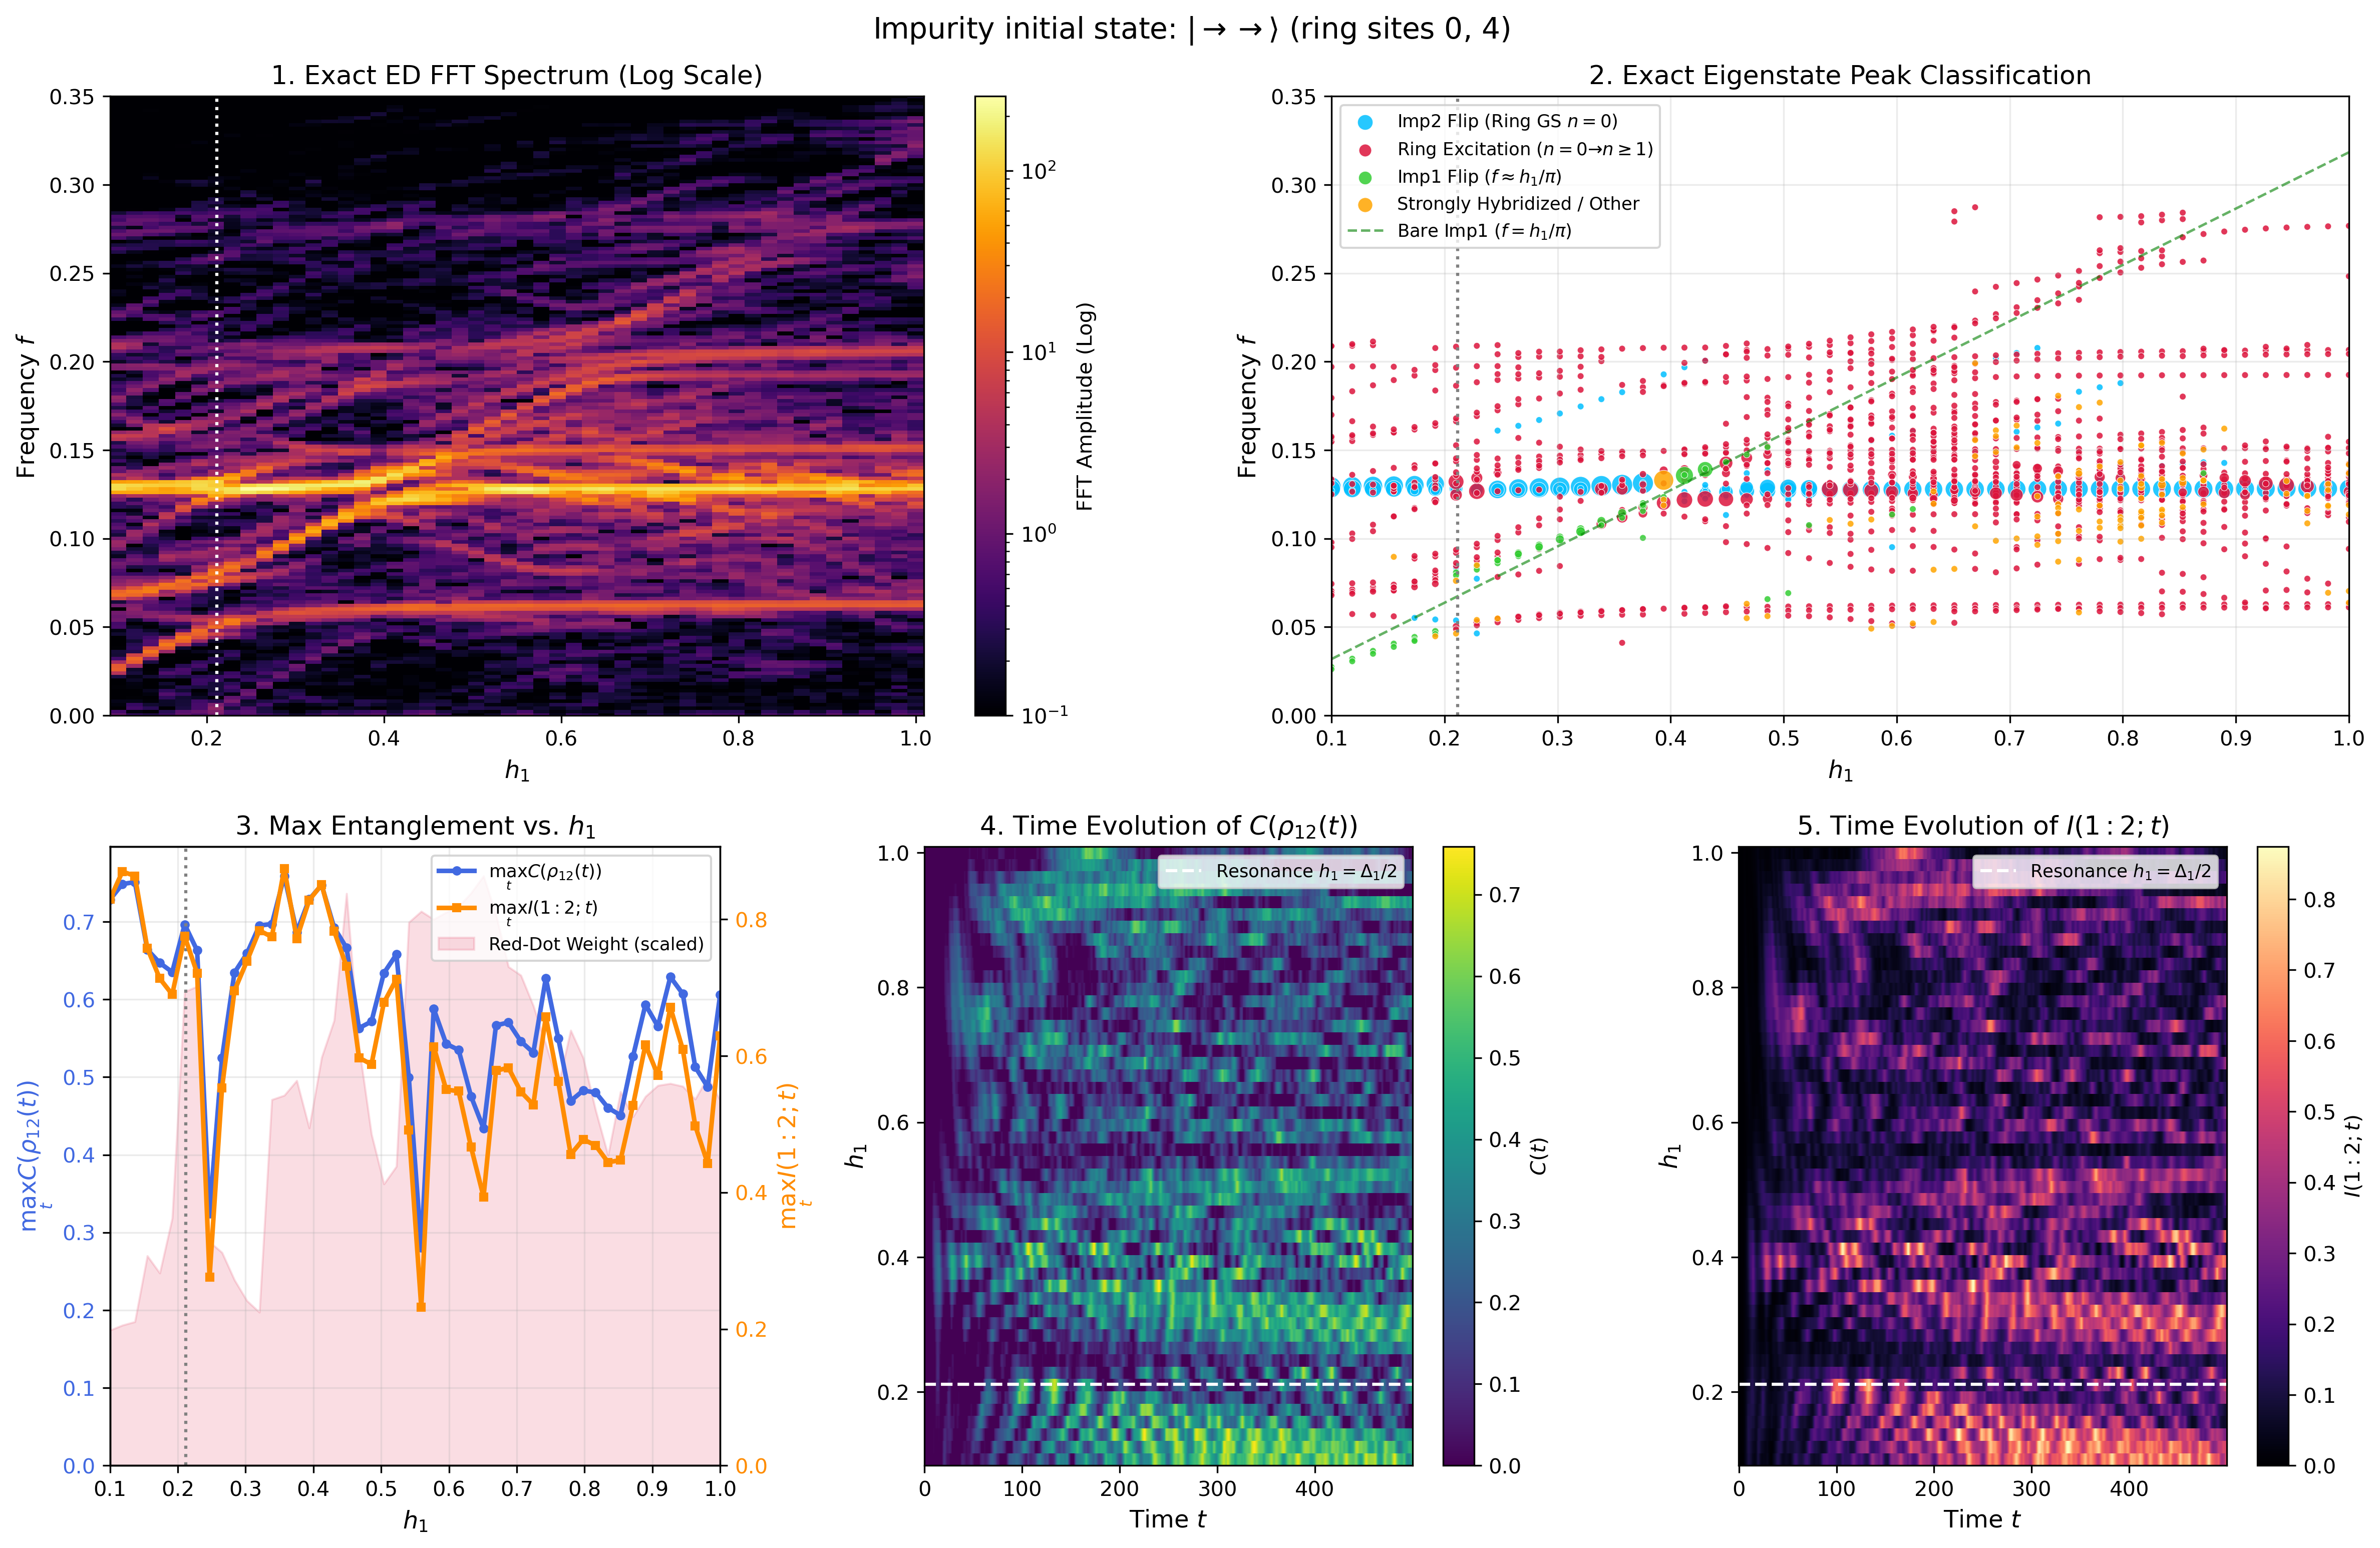 Impurity initial state: |→→⟩ (ring sites 0, 4)
1. Exact ED FFT Spectrum (Log Scale)
Frequency f
0.35
0.30
0.25
0.20
0.15
0.10
0.05
0.00
0.2 0.4 0.6 0.8 1.0
h₁
10²
10¹
10⁰
10⁻¹
FFT Amplitude (Log)
2. Exact Eigenstate Peak Classification
Imp2 Flip (Ring GS n = 0)
Ring Excitation (n = 0→n ≥ 1)
Imp1 Flip (f ≈ h₁/π)
Strongly Hybridized / Other
Bare Imp1 (f = h₁/π)
Frequency f
0.35
0.30
0.25
0.20
0.15
0.10
0.05
0.00
0.1 0.2 0.3 0.4 0.5 0.6 0.7 0.8 0.9 1.0
h₁
3. Max Entanglement vs. h₁
max C(ρ₁₂(t))
t
max I(1 : 2; t)
t
Red-Dot Weight (scaled)
max C(ρ₁₂(t))
t
0.7
0.6
0.5
0.4
0.3
0.2
0.1
0.0
0.1 0.2 0.3 0.4 0.5 0.6 0.7 0.8 0.9 1.0
h₁
0.8
0.6
0.4
0.2
0.0
max I(1 : 2; t)
t
4. Time Evolution of C(ρ₁₂(t))
Resonance h₁ = Δ₁/2
h₁
1.0
0.8
0.6
0.4
0.2
0 100 200 300 400
Time t
0.7
0.6
0.5
0.4
0.3
0.2
0.1
0.0
C(t)
5. Time Evolution of I(1 : 2; t)
Resonance h₁ = Δ₁/2
h₁
1.0
0.8
0.6
0.4
0.2
0 100 200 300 400
Time t
0.8
0.7
0.6
0.5
0.4
0.3
0.2
0.1
0.0
I(1 : 2; t)